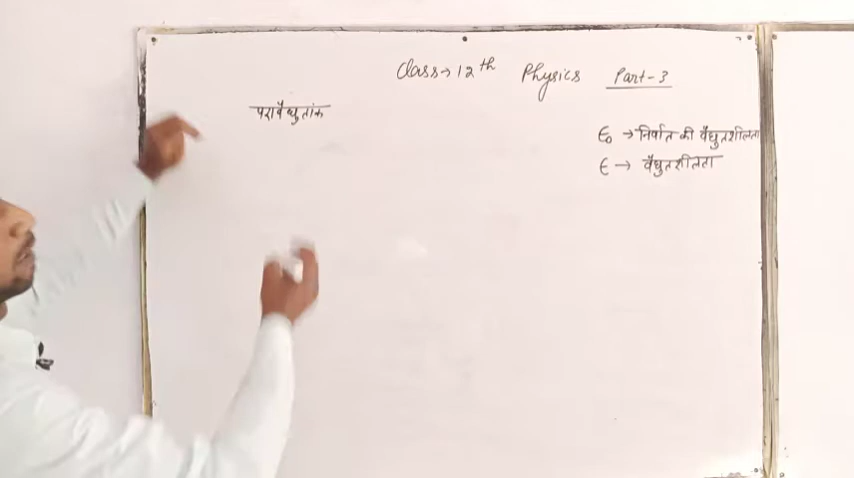 Class→12th Physics Part-3
परावैधुतांक
ϵ₀ → निर्वात की वैधुतशीलता
ϵ → वैधुतशीलता